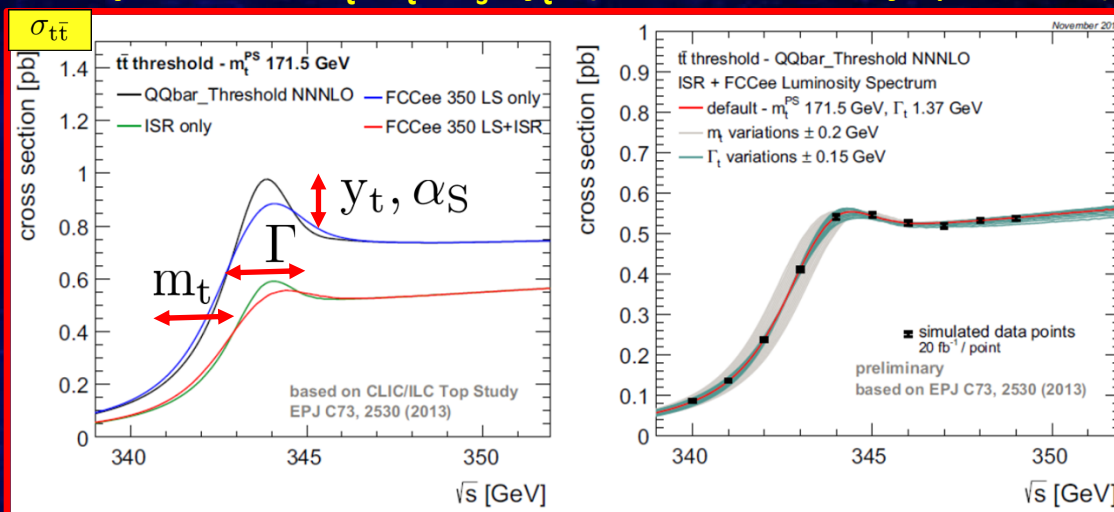 σ_tt̄
cross section [pb]
1.4
1.2
1
0.8
0.6
0.4
0.2
0
tt̄ threshold - m_t^PS 171.5 GeV
QQbar_Threshold NNNLO
FCCee 350 LS only
ISR only
FCCee 350 LS+ISR
y_t, α_S
Γ
m_t
based on CLIC/ILC Top Study
EPJ C73, 2530 (2013)
340
345
350
√s [GeV]
cross section [pb]
1
0.9
0.8
0.7
0.6
0.5
0.4
0.3
0.2
0.1
0
tt̄ threshold - QQbar_Threshold NNNLO
ISR + FCCee Luminosity Spectrum
default - m_t^PS 171.5 GeV, Γ_t 1.37 GeV
m_t variations ± 0.2 GeV
Γ_t variations ± 0.15 GeV
simulated data points
20 fb⁻¹ / point
preliminary
based on EPJ C73, 2530 (2013)
340
345
350
√s [GeV]
November